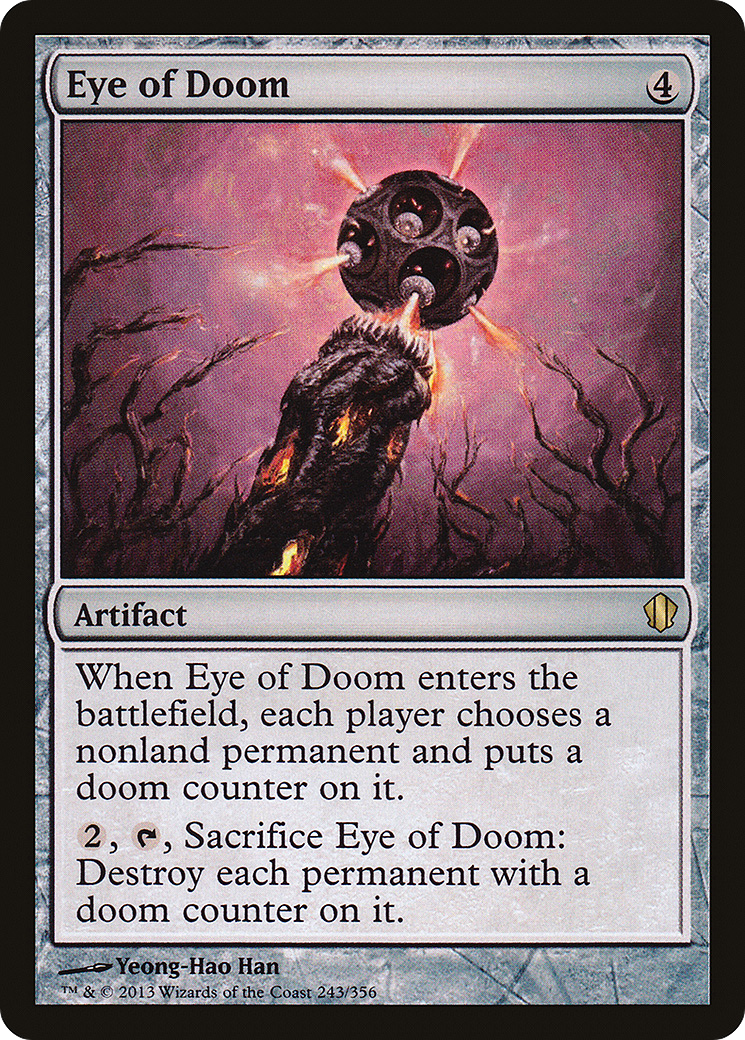 Eye of Doom 4
Artifact
When Eye of Doom enters the
battlefield, each player chooses a
nonland permanent and puts a
doom counter on it.
2, , Sacrifice Eye of Doom:
Destroy each permanent with a
doom counter on it.
Yeong-Hao Han
™ & © 2013 Wizards of the Coast 243/356